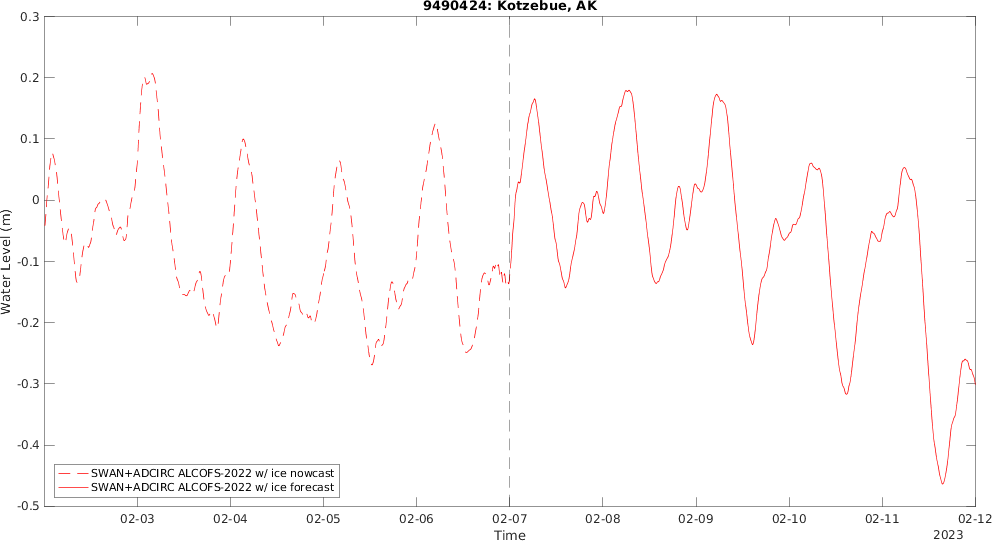 9490424: Kotzebue, AK
0.3
0.2
0.1
0
-0.1
-0.2
-0.3
-0.4
-0.5
Water Level (m)
SWAN+ADCIRC ALCOFS-2022 w/ ice nowcast
SWAN+ADCIRC ALCOFS-2022 w/ ice forecast
02-03 02-04 02-05 02-06 02-07 02-08 02-09 02-10 02-11 02-12
Time
2023